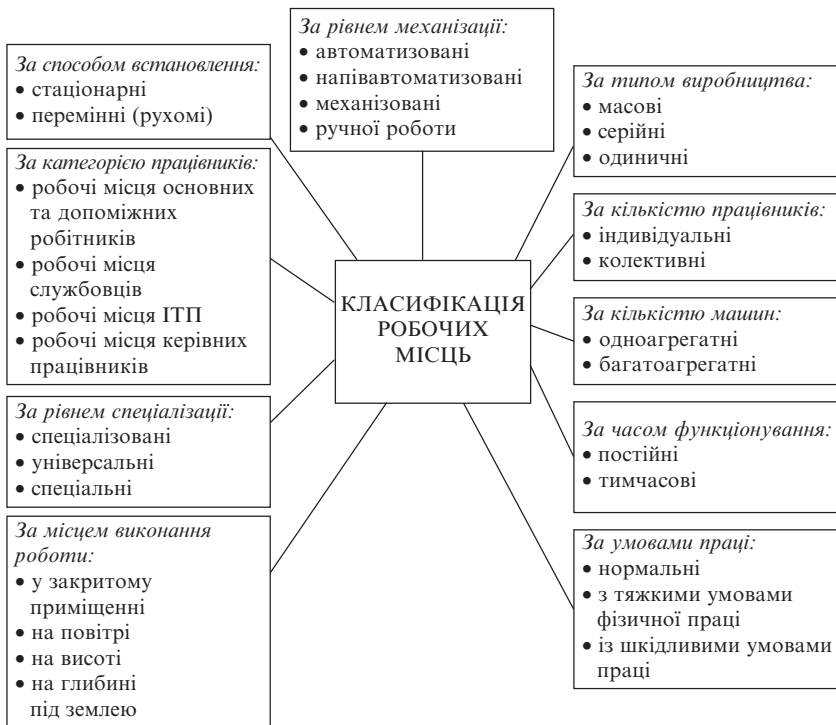 За рівнем механізації:
• автоматизовані
• напівавтоматизовані
• механізовані
• ручної роботи
За способом встановлення:
• стаціонарні
• перемінні (рухомі)
За категорією працівників:
• робочі місця основних
та допоміжних
робітників
• робочі місця
службовців
• робочі місця ІТП
• робочі місця керівних
працівників
За рівнем спеціалізації:
• спеціалізовані
• універсальні
• спеціальні
За місцем виконання
роботи:
• у закритому
приміщенні
• на повітрі
• на висоті
• на глибині
під землею
КЛАСИФІКАЦІЯ
РОБОЧИХ
МІСЦЬ
За типом виробництва:
• масові
• серійні
• одиничні
За кількістю працівників:
• індивідуальні
• колективні
За кількістю машин:
• одноагрегатні
• багатоагрегатні
За часом функціонування:
• постійні
• тимчасові
За умовами праці:
• нормальні
• з тяжкими умовами
фізичної праці
• із шкідливими умовами
праці